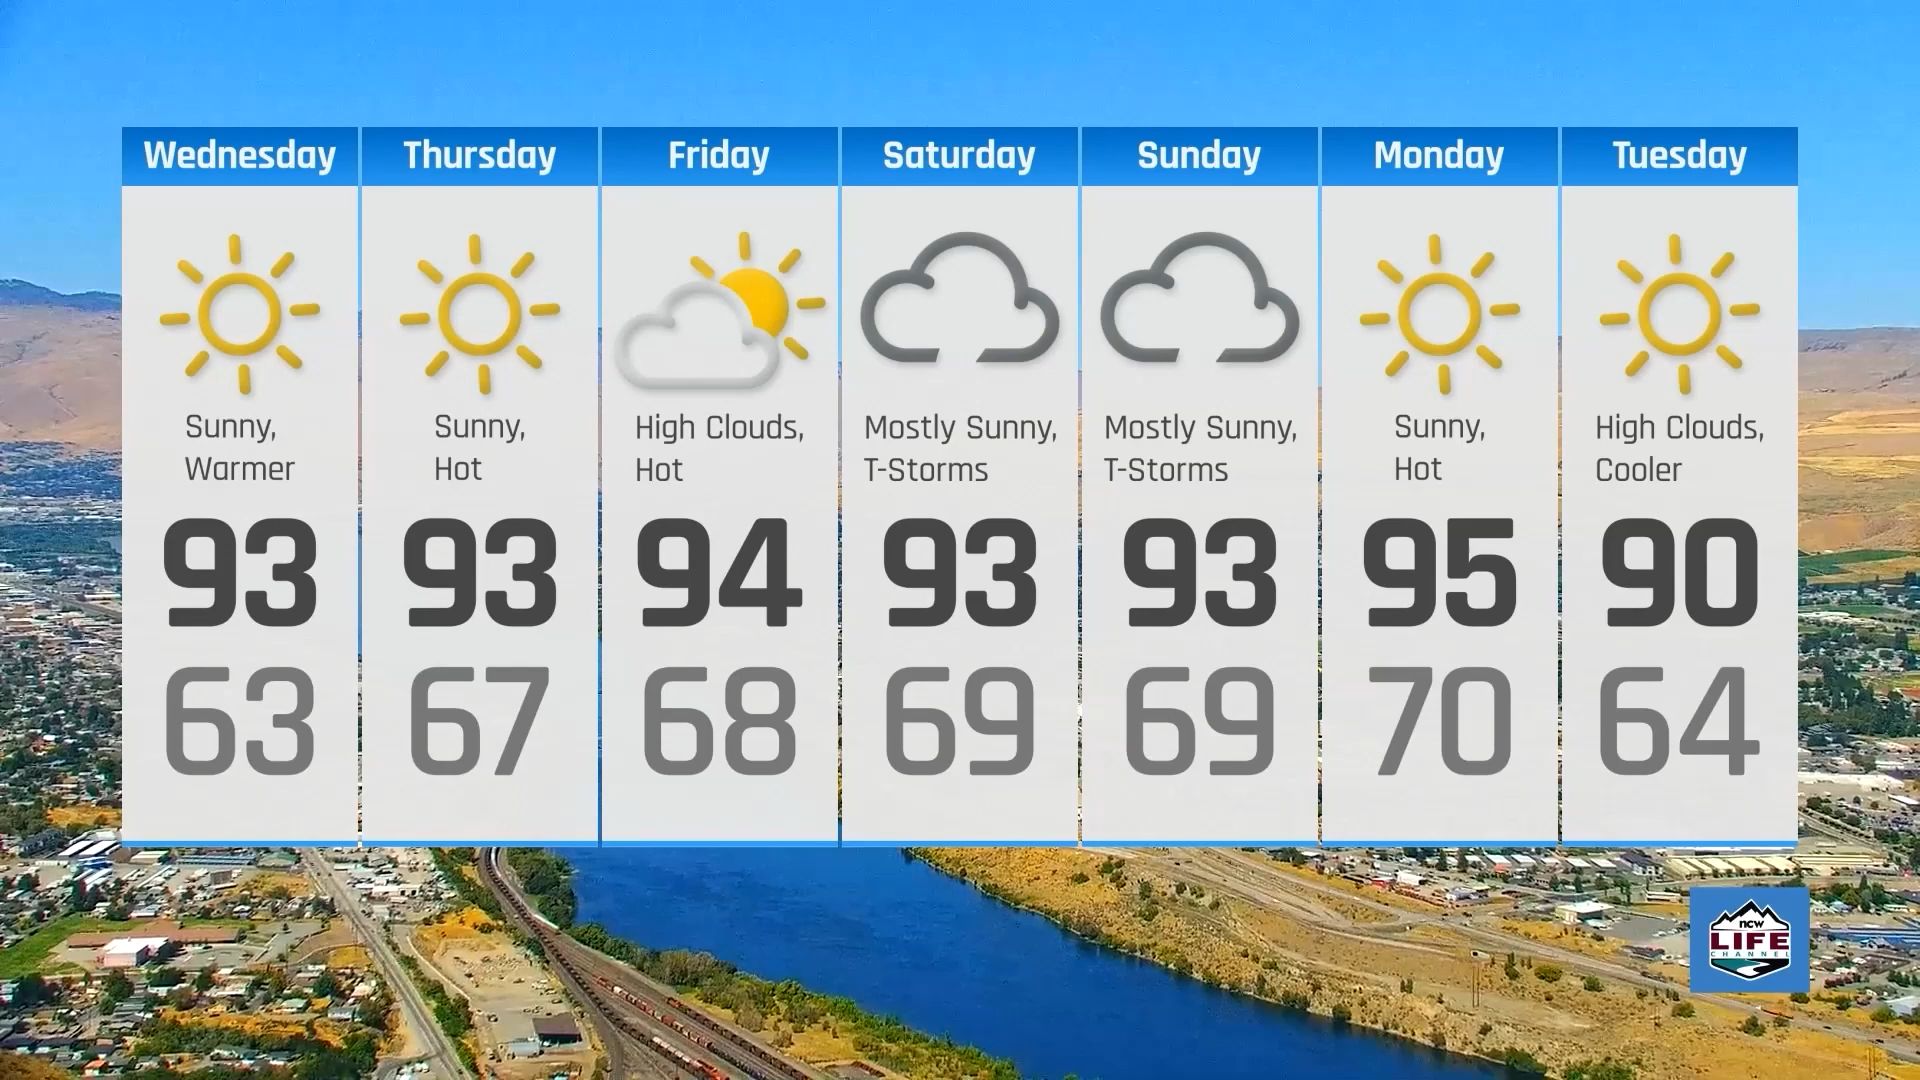 Wednesday
Sunny,
Warmer
93
63
Thursday
Sunny,
Hot
93
67
Friday
High Clouds,
Hot
94
68
Saturday
Mostly Sunny,
T-Storms
93
69
Sunday
Mostly Sunny,
T-Storms
93
69
Monday
Sunny,
Hot
95
70
Tuesday
High Clouds,
Cooler
90
64
ncw
LIFE
CHANNEL